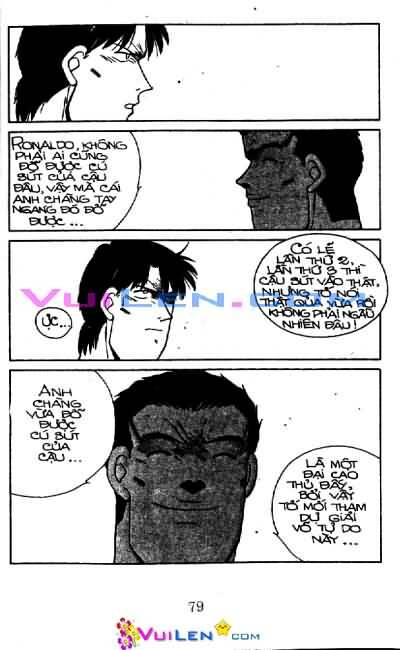 RONALDO, KHÔNG
PHẢI AI CŨNG
ĐỠ ĐƯỢC CÚ
SÚT CỦA CẬU
ĐÂU, VẬY MÀ CÁI
ANH CHÀNG TAY
NGANG ĐÓ ĐỠ
ĐƯỢC...
CÓ LẼ
LẦN THỨ 2,
LẦN THỨ 3 THÌ
CẬU SÚT VÀO THẬT,
NHƯNG TỚ NÓI
THẬT QUẢ VỪA RỒI
KHÔNG PHẢI NGẪU
NHIÊN ĐÂU!
ỰC...
VUILEN.COM
ANH
CHÀNG
VỪA ĐỠ
ĐƯỢC
CÚ SÚT
CỦA
CẬU...
LÀ MỘT
ĐẠI CAO
THỦ ĐẤY,
BỞI VẬY
TỚ MỚI THAM
DỰ GIẢI
VÔ TỰ DO
NÀY...
79
VUILEN.COM